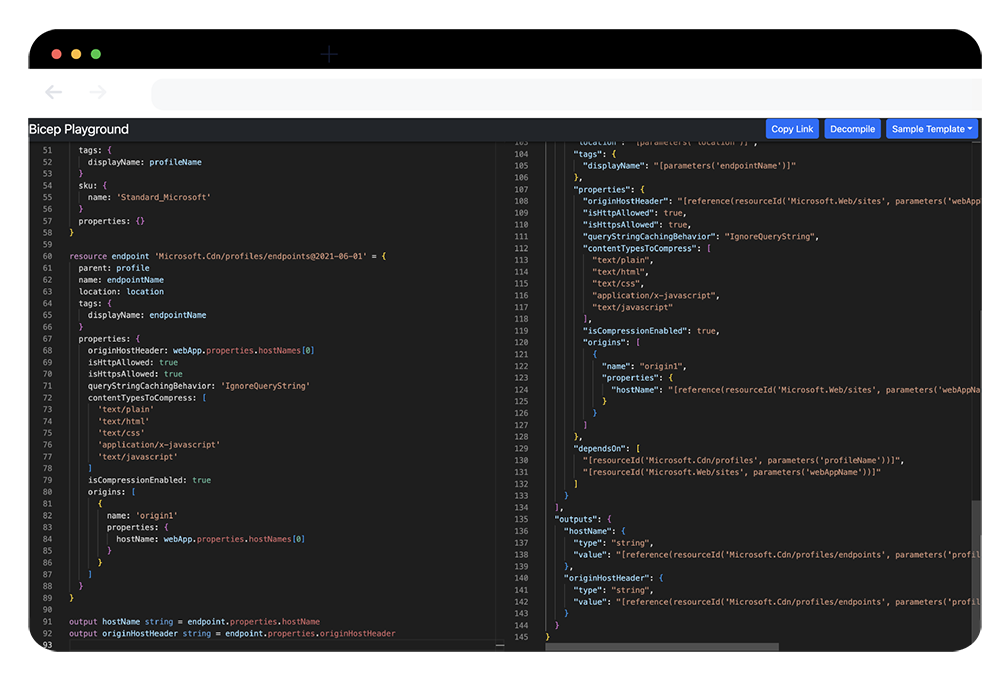 Bicep Playground
Copy Link
Decompile
Sample Template
51 tags: {
52 displayName: profileName
53 }
54 sku: {
55 name: 'Standard_Microsoft'
56 }
57 properties: {}
58 }
59
60 resource endpoint 'Microsoft.Cdn/profiles/endpoints@2021-06-01' = {
61 parent: profile
62 name: endpointName
63 location: location
64 tags: {
65 displayName: endpointName
66 }
67 properties: {
68 originHostHeader: webApp.properties.hostNames[0]
69 isHttpAllowed: true
70 isHttpsAllowed: true
71 queryStringCachingBehavior: 'IgnoreQueryString'
72 contentTypesToCompress: [
73 'text/plain'
74 'text/html'
75 'text/css'
76 'application/x-javascript'
77 'text/javascript'
78 ]
79 isCompressionEnabled: true
80 origins: [
81 {
82 name: 'origin1'
83 properties: {
84 hostName: webApp.properties.hostNames[0]
85 }
86 }
87 ]
88 }
89 }
90
91 output hostName string = endpoint.properties.hostName
92 output originHostHeader string = endpoint.properties.originHostHeader
93
103 "location": "[parameters('location')]",
104 "tags": {
105 "displayName": "[parameters('endpointName')]"
106 },
107 "properties": {
108 "originHostHeader": "[reference(resourceId('Microsoft.Web/sites', parameters('webApp
109 "isHttpAllowed": true,
110 "isHttpsAllowed": true,
111 "queryStringCachingBehavior": "IgnoreQueryString",
112 "contentTypesToCompress": [
113 "text/plain",
114 "text/html",
115 "text/css",
116 "application/x-javascript",
117 "text/javascript"
118 ],
119 "isCompressionEnabled": true,
120 "origins": [
121 {
122 "name": "origin1",
123 "properties": {
124 "hostName": "[reference(resourceId('Microsoft.Web/sites', parameters('webAppNa
125 }
126 }
127 ]
128 },
129 "dependsOn": [
130 "[resourceId('Microsoft.Cdn/profiles', parameters('profileName'))]",
131 "[resourceId('Microsoft.Web/sites', parameters('webAppName'))]"
132 ]
133 }
134 ],
135 "outputs": {
136 "hostName": {
137 "type": "string",
138 "value": "[reference(resourceId('Microsoft.Cdn/profiles/endpoints', parameters('profil
139 },
140 "originHostHeader": {
141 "type": "string",
142 "value": "[reference(resourceId('Microsoft.Cdn/profiles/endpoints', parameters('profil
143 }
144 }
145 }